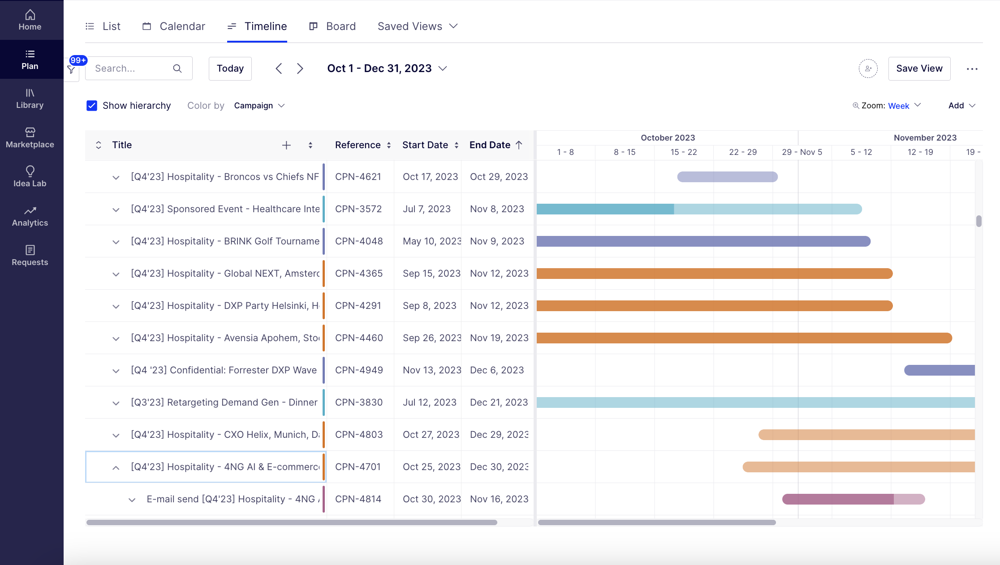 Home
Plan
Library
Marketplace
Idea Lab
Analytics
Requests
List Calendar Timeline Board Saved Views
99+ Search... Today Oct 1 - Dec 31, 2023 Save View
Show hierarchy Color by Campaign Zoom: Week Add
Title Reference Start Date End Date
October 2023 November 2023
1 - 8 8 - 15 15 - 22 22 - 29 29 - Nov 5 5 - 12 12 - 19 19 -
[Q4'23] Hospitality - Broncos vs Chiefs NF CPN-4621 Oct 17, 2023 Oct 29, 2023
[Q4'23] Sponsored Event - Healthcare Inte CPN-3572 Jul 7, 2023 Nov 8, 2023
[Q4'23] Hospitality - BRINK Golf Tourname CPN-4048 May 10, 2023 Nov 9, 2023
[Q4'23] Hospitality - Global NEXT, Amster CPN-4365 Sep 15, 2023 Nov 12, 2023
[Q4'23] Hospitality - DXP Party Helsinki, H CPN-4291 Sep 8, 2023 Nov 12, 2023
[Q4'23] Hospitality - Avensia Apohem, Sto CPN-4460 Sep 26, 2023 Nov 19, 2023
[Q4 '23] Confidential: Forrester DXP Wave CPN-4949 Nov 13, 2023 Dec 6, 2023
[Q3'23] Retargeting Demand Gen - Dinner CPN-3830 Jul 12, 2023 Dec 21, 2023
[Q4'23] Hospitality - CXO Helix, Munich, D CPN-4803 Oct 27, 2023 Dec 29, 2023
[Q4'23] Hospitality - 4NG AI & E-commerc CPN-4701 Oct 25, 2023 Dec 30, 2023
E-mail send [Q4'23] Hospitality - 4NG CPN-4814 Oct 30, 2023 Nov 16, 2023